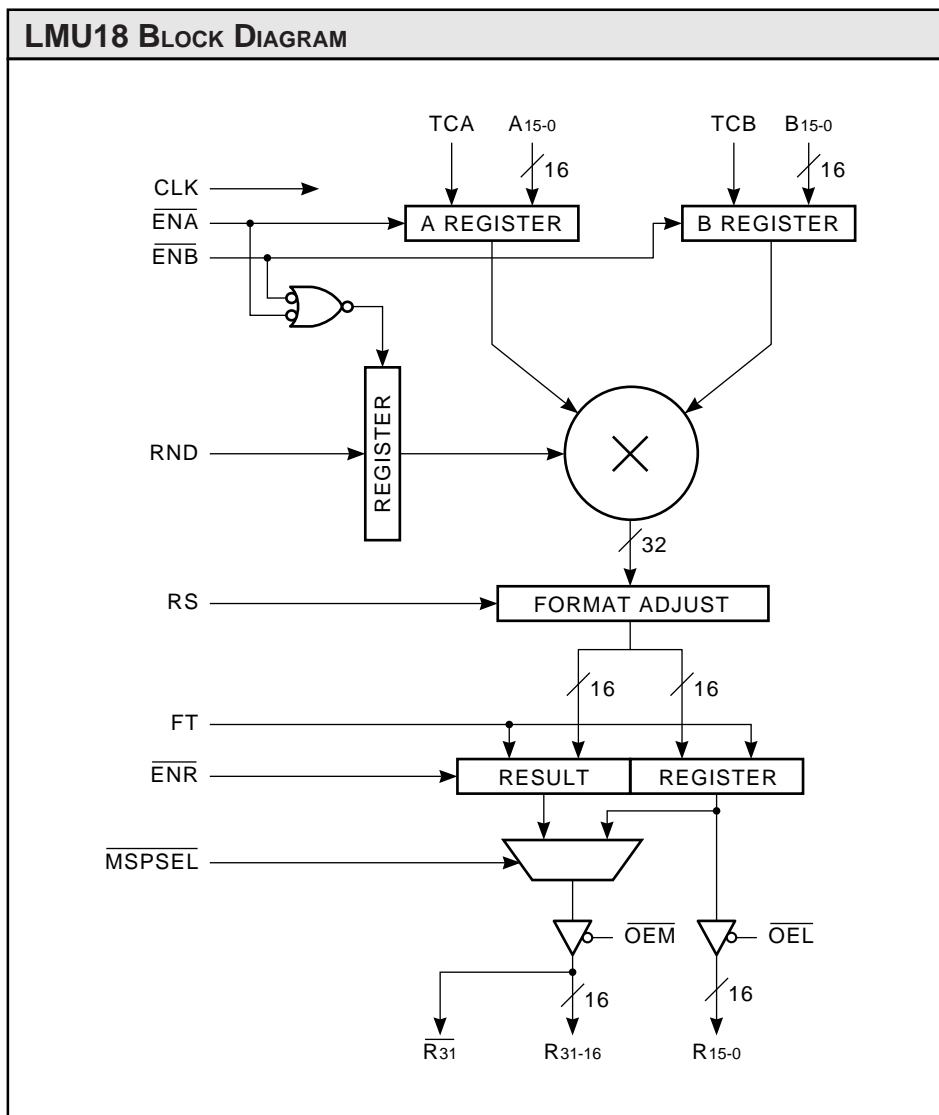 LMU18 BLOCK DIAGRAM
TCA A15-0 TCB B15-0
16 16
CLK
ENA A REGISTER B REGISTER
ENB
REGISTER
RND
32
RS FORMAT ADJUST
16 16
FT
ENR RESULT REGISTER
MSPSEL
OEM OEL
16 16
R31 R31-16 R15-0